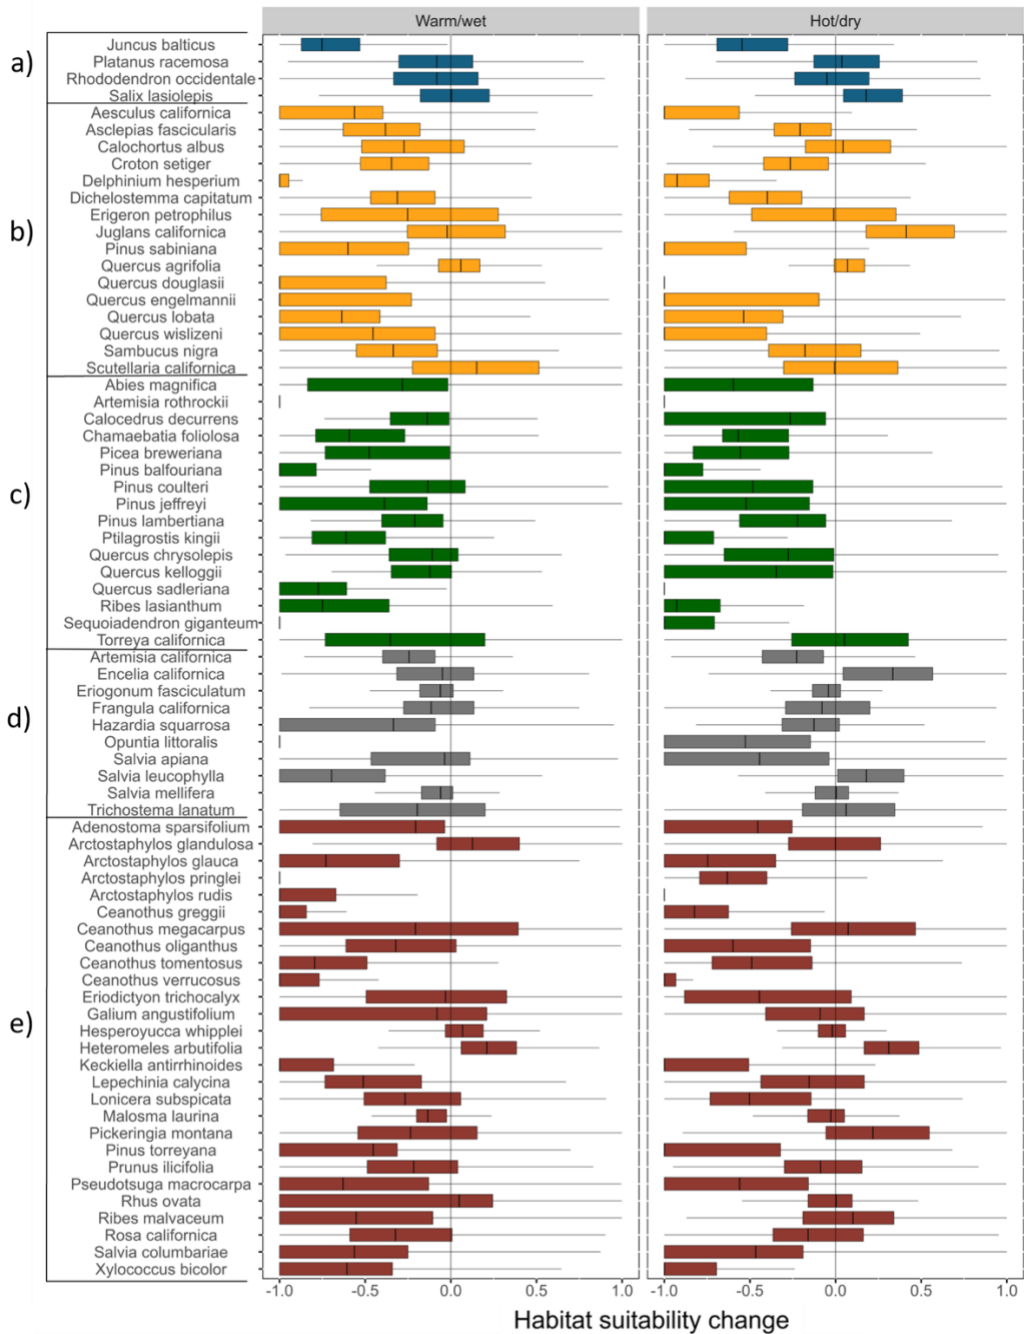 Warm/wet Hot/dry
a)
Juncus balticus
Platanus racemosa
Rhododendron occidentale
Salix lasiolepis
b)
Aesculus californica
Asclepias fascicularis
Calochortus albus
Croton setiger
Delphinium hesperium
Dichelostemma capitatum
Erigeron petrophilus
Juglans californica
Pinus sabiniana
Quercus agrifolia
Quercus douglasii
Quercus engelmannii
Quercus lobata
Quercus wislizeni
Sambucus nigra
Scutellaria californica
c)
Abies magnifica
Artemisia rothrockii
Calocedrus decurrens
Chamaebatia foliolosa
Picea breweriana
Pinus balfouriana
Pinus coulteri
Pinus jeffreyi
Pinus lambertiana
Ptilagrostis kingii
Quercus chrysolepis
Quercus kelloggii
Quercus sadleriana
Ribes lasianthum
Sequoiadendron giganteum
Torreya californica
d)
Artemisia californica
Encelia californica
Eriogonum fasciculatum
Frangula californica
Hazardia squarrosa
Opuntia littoralis
Salvia apiana
Salvia leucophylla
Salvia mellifera
Trichostema lanatum
e)
Adenostoma sparsifolium
Arctostaphylos glandulosa
Arctostaphylos glauca
Arctostaphylos pringlei
Arctostaphylos rudis
Ceanothus greggii
Ceanothus megacarpus
Ceanothus oliganthus
Ceanothus tomentosus
Ceanothus verrucosus
Eriodictyon trichocalyx
Galium angustifolium
Hesperoyucca whipplei
Heteromeles arbutifolia
Keckiella antirrhinoides
Lepechinia calycina
Lonicera subspicata
Malosma laurina
Pickeringia montana
Pinus torreyana
Prunus ilicifolia
Pseudotsuga macrocarpa
Rhus ovata
Ribes malvaceum
Rosa californica
Salvia columbariae
Xylococcus bicolor
-1.0 -0.5 0.0 0.5 1.0 -1.0 -0.5 0.0 0.5 1.0
Habitat suitability change